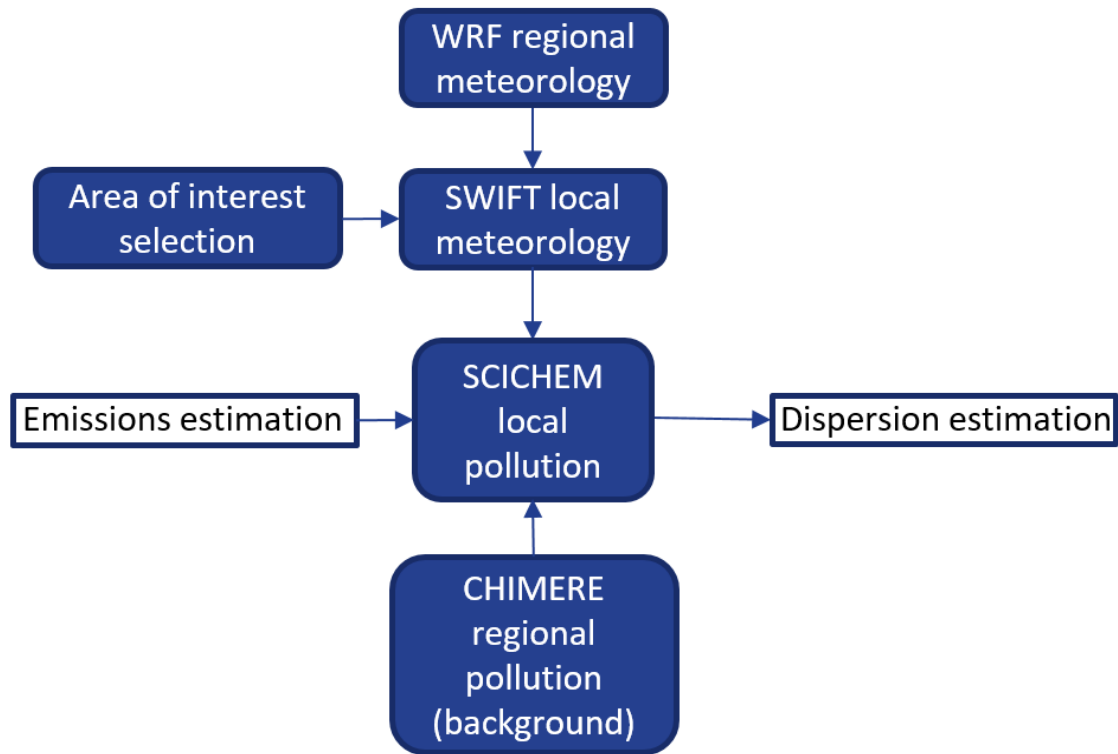 WRF regional
meteorology
Area of interest
selection
SWIFT local
meteorology
SCICHEM
local
pollution
Emissions estimation
Dispersion estimation
CHIMERE
regional
pollution
(background)